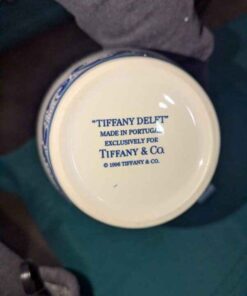 "TIFFANY DELFT"
MADE IN PORTUGAL
EXCLUSIVELY FOR
TIFFANY & CO.
© 1996 TIFFANY & CO.